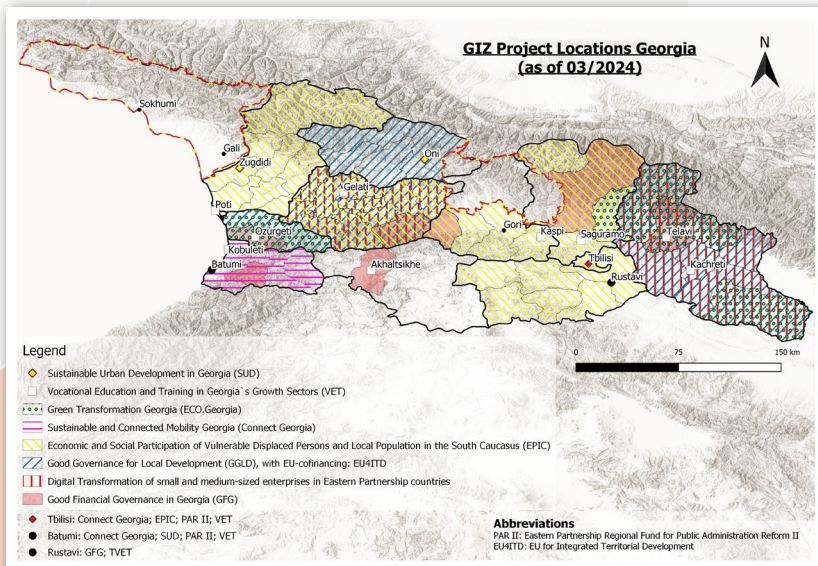 GIZ Project Locations Georgia
(as of 03/2024)
N
Sokhumi
Gali
Zugdidi
Oni
Gelati
Poti
Ozurgeti
Gori
Kaspi
Saguramo
Telavi
Kobuleti
Batumi
Akhaltsikhe
Tbilisi
Kachreti
Rustavi
0 75 150 km
Legend
Sustainable Urban Development in Georgia (SUD)
Vocational Education and Training in Georgia`s Growth Sectors (VET)
Green Transformation Georgia (ECO.Georgia)
Sustainable and Connected Mobility Georgia (Connect Georgia)
Economic and Social Participation of Vulnerable Displaced Persons and Local Population in the South Caucasus (EPIC)
Good Governance for Local Development (GGLD), with EU-cofinancing: EU4ITD
Digital Transformation of small and medium-sized enterprises in Eastern Partnership countries
Good Financial Governance in Georgia (GFG)
Tbilisi: Connect Georgia; EPIC; PAR II; VET
Batumi: Connect Georgia; SUD; PAR II; VET
Rustavi: GFG; TVET
Abbreviations
PAR II: Eastern Partnership Regional Fund for Public Administration Reform II
EU4ITD: EU for Integrated Territorial Development